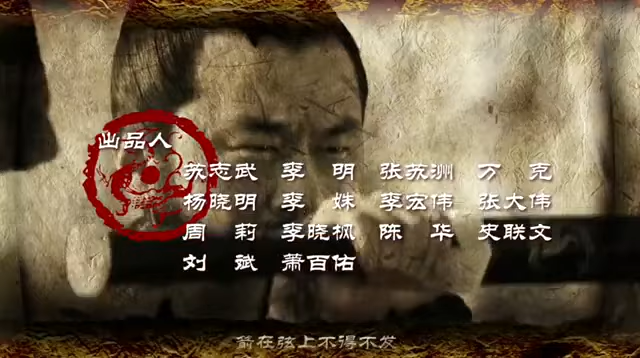 出品人
苏志武 李明 张苏洲 万克
杨晓明 李姝 李宏伟 张大伟
周莉 李晓枫 陈华 史联文
刘斌 萧百佑
箭在弦上不得不发